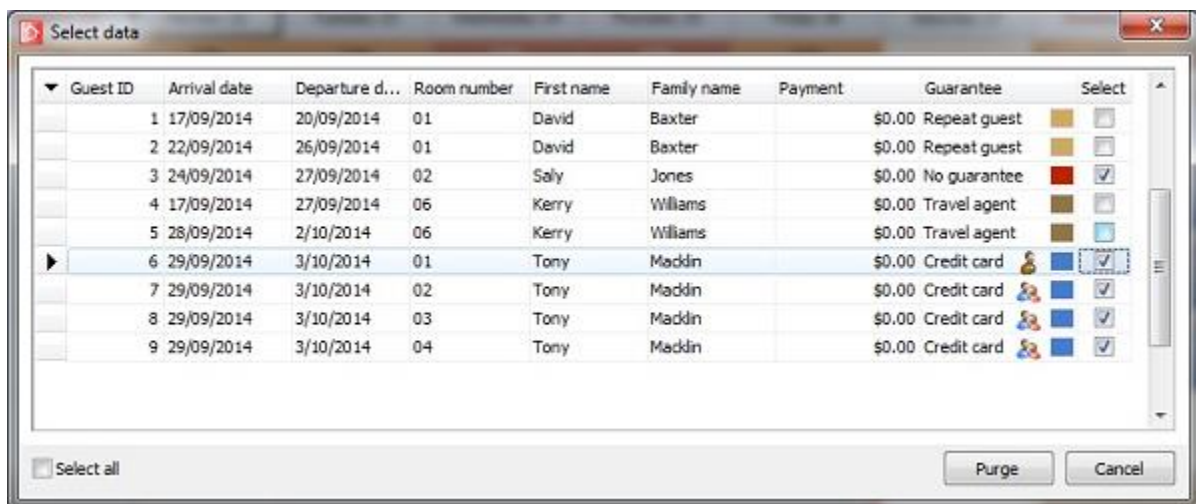 Select data
Guest ID Arrival date Departure d... Room number First name Family name Payment Guarantee Select
1 17/09/2014 20/09/2014 01 David Baxter $0.00 Repeat guest
2 22/09/2014 26/09/2014 01 David Baxter $0.00 Repeat guest
3 24/09/2014 27/09/2014 02 Saly Jones $0.00 No guarantee
4 17/09/2014 27/09/2014 06 Kerry Williams $0.00 Travel agent
5 28/09/2014 2/10/2014 06 Kerry Williams $0.00 Travel agent
6 29/09/2014 3/10/2014 01 Tony Macklin $0.00 Credit card
7 29/09/2014 3/10/2014 02 Tony Macklin $0.00 Credit card
8 29/09/2014 3/10/2014 03 Tony Macklin $0.00 Credit card
9 29/09/2014 3/10/2014 04 Tony Macklin $0.00 Credit card
Select all Purge Cancel